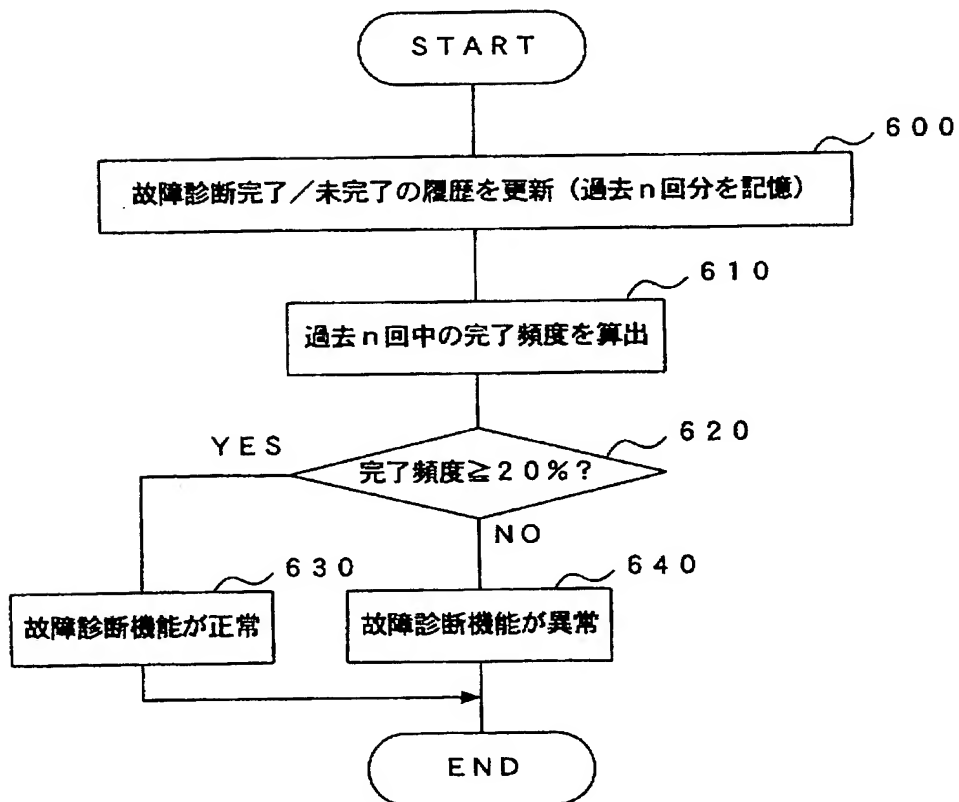 START
600
故障診断完了／未完了の履歴を更新（過去ｎ回分を記憶）
610
過去ｎ回中の完了頻度を算出
620
YES
完了頻度≧２０％？
NO
630
640
故障診断機能が正常
故障診断機能が異常
END